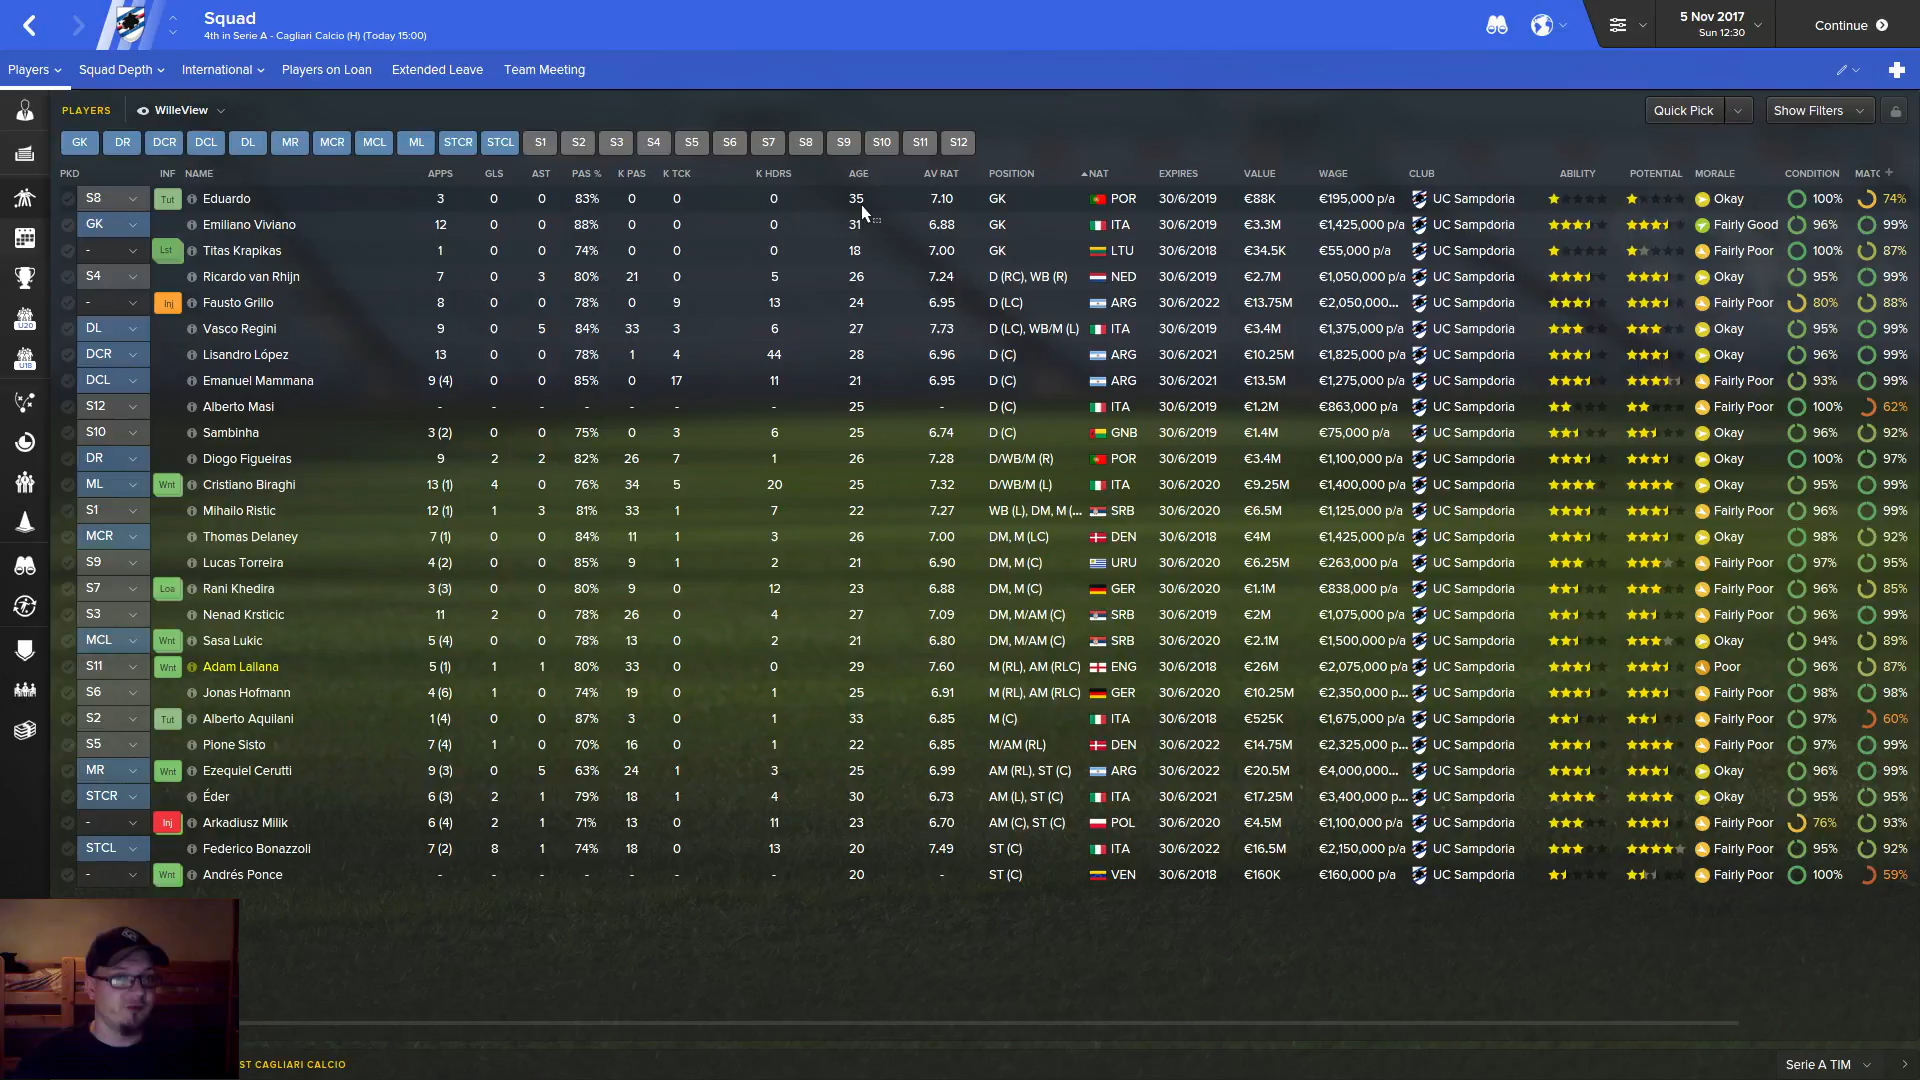 Squad
4th in Serie A - Cagliari Calcio (H) (Today 15:00)
5 Nov 2017
Sun 12:30
Continue
Players Squad Depth International Players on Loan Extended Leave Team Meeting
PLAYERS WilleView Quick Pick Show Filters
GK DR DCR DCL DL MR MCR MCL ML STCR STCL S1 S2 S3 S4 S5 S6 S7 S8 S9 S10 S11 S12
PKD INF NAME APPS GLS AST PAS % K PAS K TCK K HDRS AGE AV RAT POSITION NAT EXPIRES VALUE WAGE CLUB ABILITY POTENTIAL MORALE CONDITION MATC +
S8 Tut Eduardo 3 0 0 83% 0 0 0 35 7.10 GK POR 30/6/2019 €88K €195,000 p/a UC Sampdoria Okay 100% 74%
GK Emiliano Viviano 12 0 0 88% 0 0 0 31 6.88 GK ITA 30/6/2019 €3.3M €1,425,000 p/a UC Sampdoria Fairly Good 96% 99%
- Lst Titas Krapikas 1 0 0 74% 0 0 0 18 7.00 GK LTU 30/6/2018 €34.5K €55,000 p/a UC Sampdoria Fairly Poor 100% 87%
S4 Ricardo van Rhijn 7 0 3 80% 21 0 5 26 7.24 D (RC), WB (R) NED 30/6/2019 €2.7M €1,050,000 p/a UC Sampdoria Okay 95% 99%
- Inj Fausto Grillo 8 0 0 78% 0 9 13 24 6.95 D (LC) ARG 30/6/2022 €13.75M €2,050,000... UC Sampdoria Fairly Poor 80% 88%
DL Vasco Regini 9 0 5 84% 33 3 6 27 7.73 D (LC), WB/M (L) ITA 30/6/2019 €3.4M €1,375,000 p/a UC Sampdoria Okay 95% 99%
DCR Lisandro López 13 0 0 78% 1 4 44 28 6.96 D (C) ARG 30/6/2021 €10.25M €1,825,000 p/a UC Sampdoria Okay 96% 99%
DCL Emanuel Mammana 9 (4) 0 0 85% 0 17 11 21 6.95 D (C) ARG 30/6/2021 €13.5M €1,275,000 p/a UC Sampdoria Fairly Poor 93% 99%
S12 Alberto Masi - - - - - - - 25 - D (C) ITA 30/6/2019 €1.2M €863,000 p/a UC Sampdoria Fairly Poor 100% 62%
S10 Sambinha 3 (2) 0 0 75% 0 3 6 25 6.74 D (C) GNB 30/6/2019 €1.4M €75,000 p/a UC Sampdoria Okay 96% 92%
DR Diogo Figueiras 9 2 2 82% 26 7 1 26 7.28 D/WB/M (R) POR 30/6/2019 €3.4M €1,100,000 p/a UC Sampdoria Okay 100% 97%
ML Wnt Cristiano Biraghi 13 (1) 4 0 76% 34 5 20 25 7.32 D/WB/M (L) ITA 30/6/2020 €9.25M €1,400,000 p/a UC Sampdoria Okay 95% 99%
S1 Mihailo Ristic 12 (1) 1 3 81% 33 1 7 22 7.27 WB (L), DM, M (... SRB 30/6/2020 €6.5M €1,125,000 p/a UC Sampdoria Fairly Poor 96% 99%
MCR Thomas Delaney 7 (1) 0 0 84% 11 1 3 26 7.00 DM, M (LC) DEN 30/6/2018 €4M €1,425,000 p/a UC Sampdoria Okay 98% 92%
S9 Lucas Torreira 4 (2) 0 0 85% 9 1 2 21 6.90 DM, M (C) URU 30/6/2020 €6.25M €263,000 p/a UC Sampdoria Fairly Poor 97% 95%
S7 Loa Rani Khedira 3 (3) 0 0 80% 9 0 12 23 6.88 DM, M (C) GER 30/6/2020 €1.1M €838,000 p/a UC Sampdoria Fairly Poor 96% 85%
S3 Nenad Krsticic 11 2 0 78% 26 0 4 27 7.09 DM, M/AM (C) SRB 30/6/2019 €2M €1,075,000 p/a UC Sampdoria Fairly Poor 96% 99%
MCL Wnt Sasa Lukic 5 (4) 0 0 78% 13 0 2 21 6.80 DM, M/AM (C) SRB 30/6/2020 €2.1M €1,500,000 p/a UC Sampdoria Okay 94% 89%
S11 Wnt Adam Lallana 5 (1) 1 1 80% 33 0 0 29 7.60 M (RL), AM (RLC) ENG 30/6/2018 €26M €2,075,000 p/a UC Sampdoria Poor 96% 87%
S6 Jonas Hofmann 4 (6) 1 0 74% 19 0 1 25 6.91 M (RL), AM (RLC) GER 30/6/2020 €10.25M €2,350,000 p... UC Sampdoria Fairly Poor 98% 98%
S2 Tut Alberto Aquilani 1 (4) 0 0 87% 3 0 1 33 6.85 M (C) ITA 30/6/2018 €525K €1,675,000 p/a UC Sampdoria Fairly Poor 97% 60%
S5 Pione Sisto 7 (4) 1 0 70% 16 0 1 22 6.85 M/AM (RL) DEN 30/6/2022 €14.75M €2,325,000 p... UC Sampdoria Fairly Poor 97% 99%
MR Wnt Ezequiel Cerutti 9 (3) 0 5 63% 24 1 3 25 6.99 AM (RL), ST (C) ARG 30/6/2022 €20.5M €4,000,000... UC Sampdoria Okay 96% 99%
STCR Éder 6 (3) 2 1 79% 18 1 4 30 6.73 AM (L), ST (C) ITA 30/6/2021 €17.25M €3,400,000 p... UC Sampdoria Okay 95% 95%
- Inj Arkadiusz Milik 6 (4) 2 1 71% 13 0 11 23 6.70 AM (C), ST (C) POL 30/6/2020 €4.5M €1,100,000 p/a UC Sampdoria Fairly Poor 76% 93%
STCL Federico Bonazzoli 7 (2) 8 1 74% 18 0 13 20 7.49 ST (C) ITA 30/6/2022 €16.5M €2,150,000 p/a UC Sampdoria Fairly Poor 95% 92%
- Wnt Andrés Ponce - - - - - - - 20 - ST (C) VEN 30/6/2018 €160K €160,000 p/a UC Sampdoria Fairly Poor 100% 59%
U20
U18
ST CAGLIARI CALCIO Serie A TIM